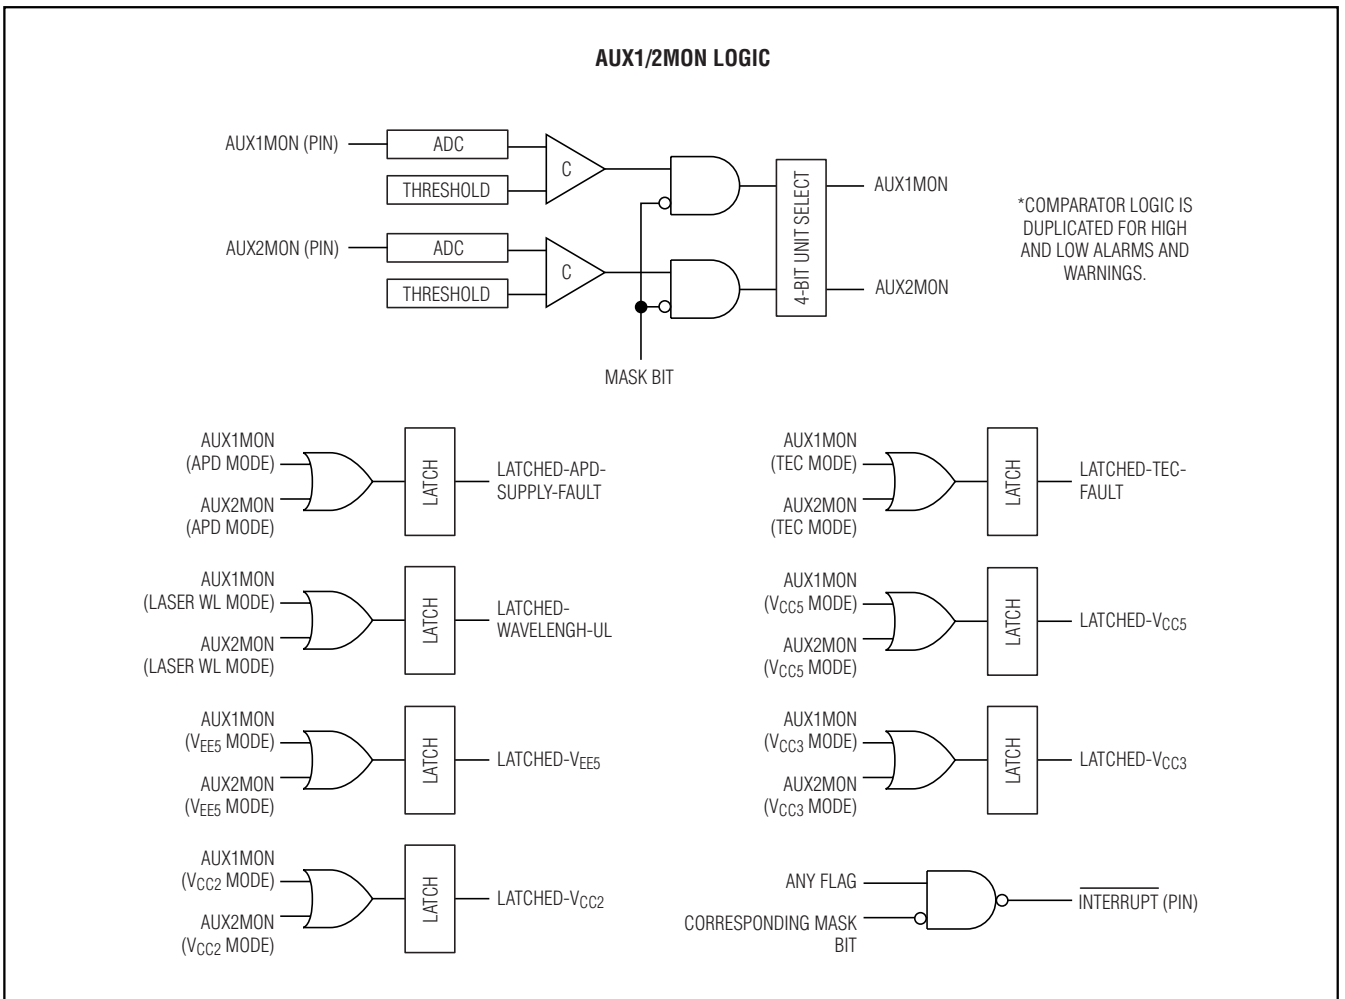 AUX1/2MON LOGIC
AUX1MON (PIN)
ADC
THRESHOLD
C
AUX2MON (PIN)
ADC
THRESHOLD
C
MASK BIT
4-BIT UNIT SELECT
AUX1MON
AUX2MON
*COMPARATOR LOGIC IS
DUPLICATED FOR HIGH
AND LOW ALARMS AND
WARNINGS.
AUX1MON
(APD MODE)
AUX2MON
(APD MODE)
LATCH
LATCHED-APD-
SUPPLY-FAULT
AUX1MON
(TEC MODE)
AUX2MON
(TEC MODE)
LATCH
LATCHED-TEC-
FAULT
AUX1MON
(LASER WL MODE)
AUX2MON
(LASER WL MODE)
LATCH
LATCHED-
WAVELENGH-UL
AUX1MON
(VCC5 MODE)
AUX2MON
(VCC5 MODE)
LATCH
LATCHED-VCC5
AUX1MON
(VEE5 MODE)
AUX2MON
(VEE5 MODE)
LATCH
LATCHED-VEE5
AUX1MON
(VCC3 MODE)
AUX2MON
(VCC3 MODE)
LATCH
LATCHED-VCC3
AUX1MON
(VCC2 MODE)
AUX2MON
(VCC2 MODE)
LATCH
LATCHED-VCC2
ANY FLAG
CORRESPONDING MASK
BIT
INTERRUPT (PIN)